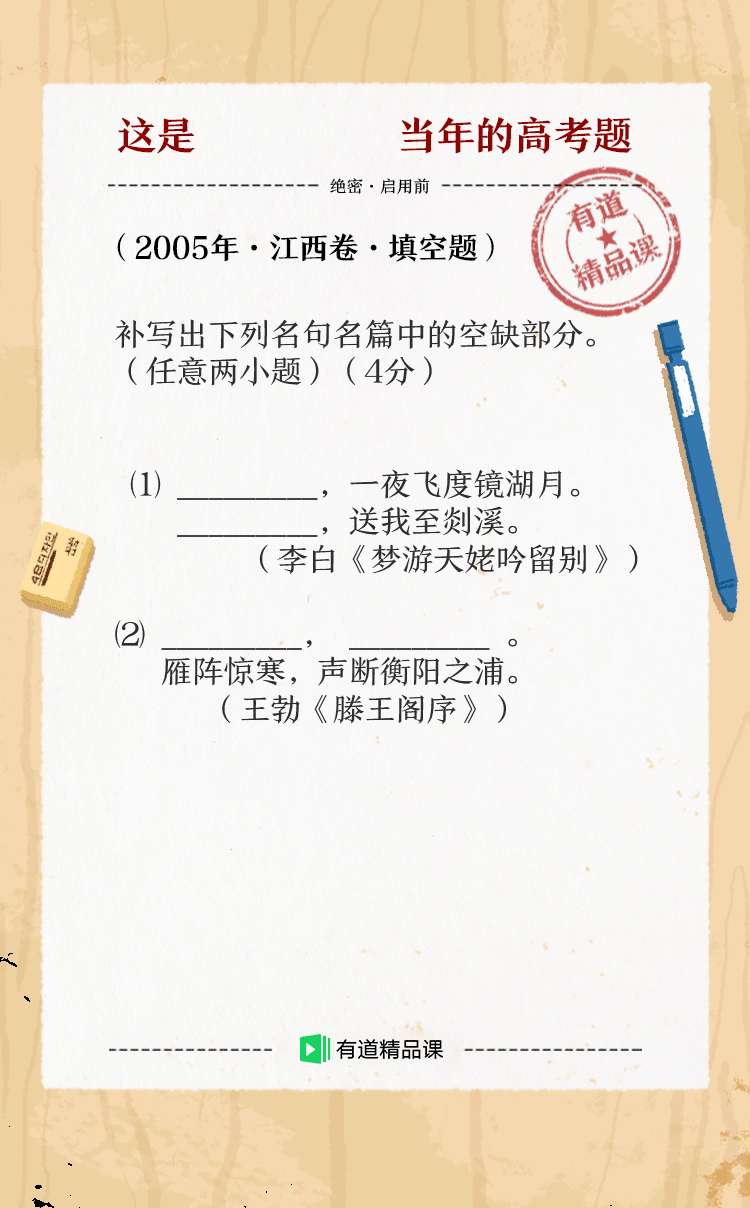 这是 当年的高考题
绝密·启用前
（2005年·江西卷·填空题）
有道
精品课
补写出下列名句名篇中的空缺部分。
（任意两小题）（4分）
⑴ _________，一夜飞度镜湖月。
_________，送我至剡溪。
（李白《梦游天姥吟留别》）
⑵ _________， _________ 。
雁阵惊寒，声断衡阳之浦。
（王勃《滕王阁序》）
有道精品课